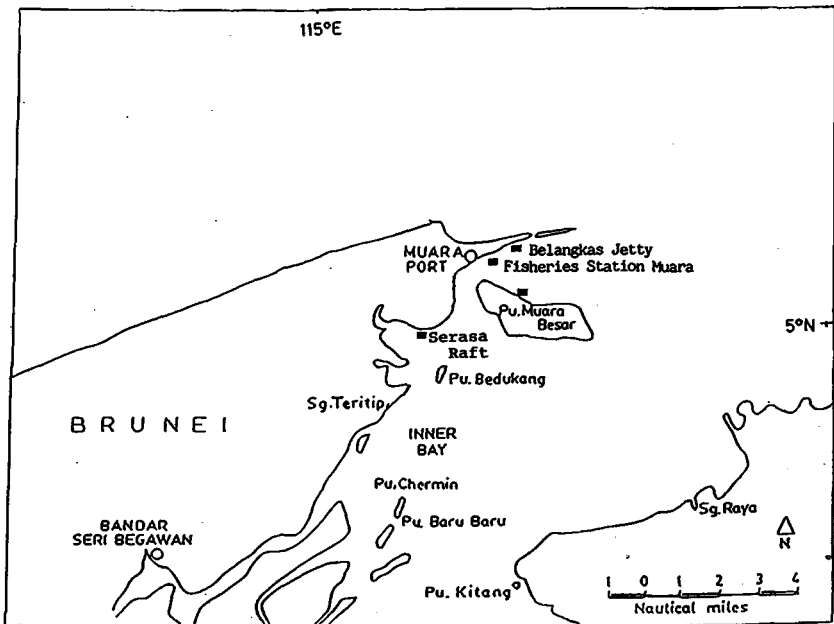 115°E
MUARA
PORT
Belangkas Jetty
Fisheries Station Muara
Pu. Muara
Besar
5°N
Serasa
Raft
Pu. Bedukang
Sg. Teritip
BRUNEI
INNER
BAY
Pu. Chermin
Pu. Baru Baru
Sg. Raya
BANDAR
SERI BEGAWAN
N
Pu. Kitang
1 0 1 2 3 4
Nautical miles